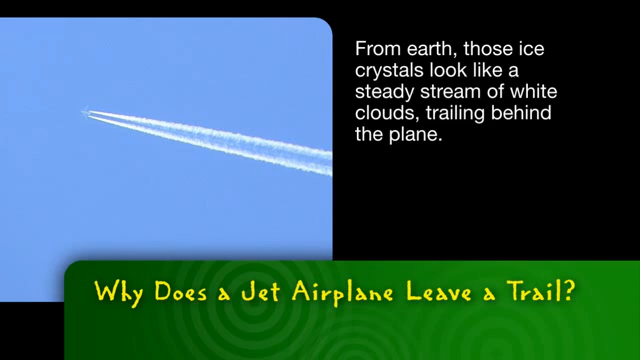 From earth, those ice
crystals look like a
steady stream of white
clouds, trailing behind
the plane.
Why Does a Jet Airplane Leave a Trail?